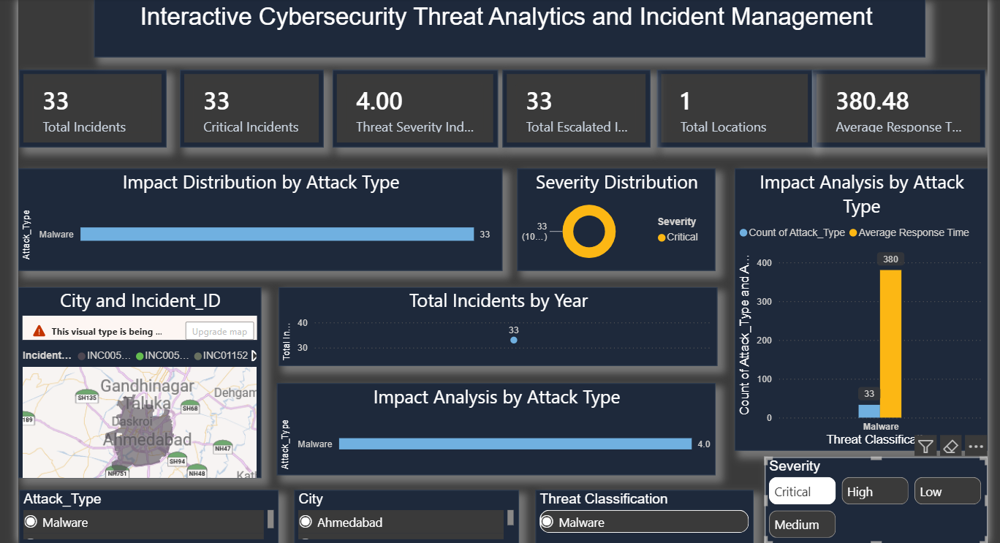 Interactive Cybersecurity Threat Analytics and Incident Management
33
Total Incidents
33
Critical Incidents
4.00
Threat Severity Ind...
33
Total Escalated I...
1
Total Locations
380.48
Average Response T...
Impact Distribution by Attack Type
Attack_Type
Malware
33
Severity Distribution
33
(10...)
Severity
Critical
Impact Analysis by Attack
Type
Count of Attack_Type
Average Response Time
Count of Attack_Type and A...
400
300
200
100
0
380
33
Malware
Threat Classifica
City and Incident_ID
This visual type is being ...
Upgrade map
Incident...
INC005...
INC005...
INC01152
Gandhinagar
Taluka
Dehgam
SH135
SH68
189
Daskroi
Ahmedabad
NH47
SH94
NH751
NH48
Kat
Total Incidents by Year
Total In...
40
30
33
Impact Analysis by Attack Type
Attack_Type
Malware
4.0
Attack_Type
Malware
City
Ahmedabad
Threat Classification
Malware
Severity
Critical
High
Low
Medium